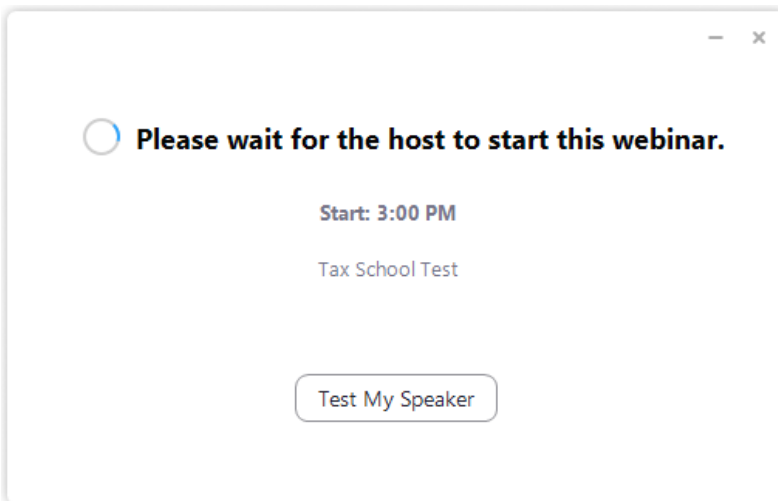 Please wait for the host to start this webinar.
Start: 3:00 PM
Tax School Test
Test My Speaker